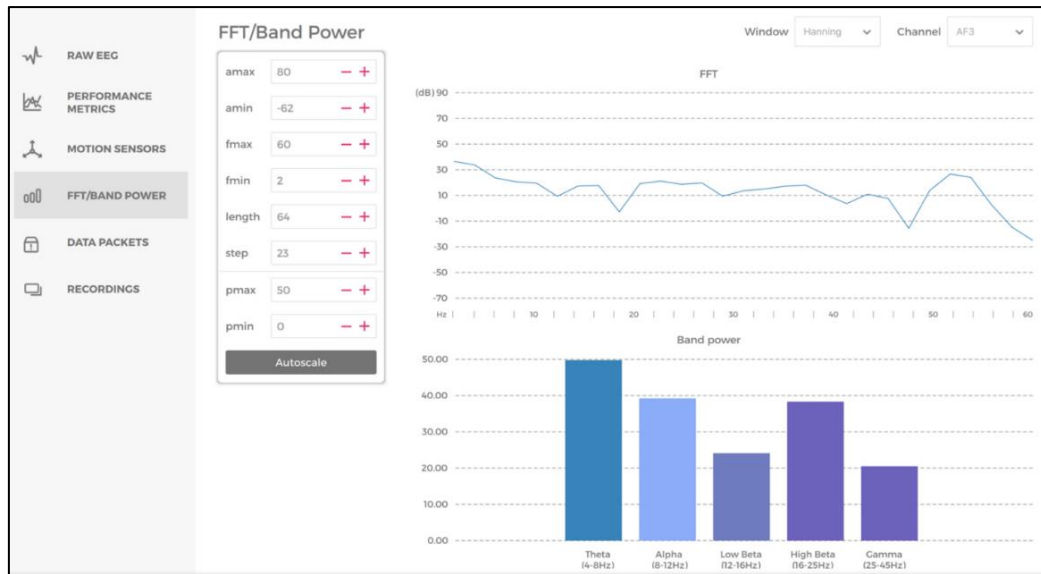 RAW EEG
PERFORMANCE
METRICS
MOTION SENSORS
FFT/BAND POWER
DATA PACKETS
RECORDINGS
FFT/Band Power
amax 80 − +
amin -62 − +
fmax 60 − +
fmin 2 − +
length 64 − +
step 23 − +
pmax 50 − +
pmin 0 − +
Autoscale
Window Hanning Channel AF3
FFT
(dB) 90
70
50
30
10
-10
-30
-50
-70
Hz 10 20 30 40 50 60
Band power
50.00
40.00
30.00
20.00
10.00
0.00
Theta Alpha Low Beta High Beta Gamma
(4-8Hz) (8-12Hz) (12-16Hz) (16-25Hz) (25-45Hz)